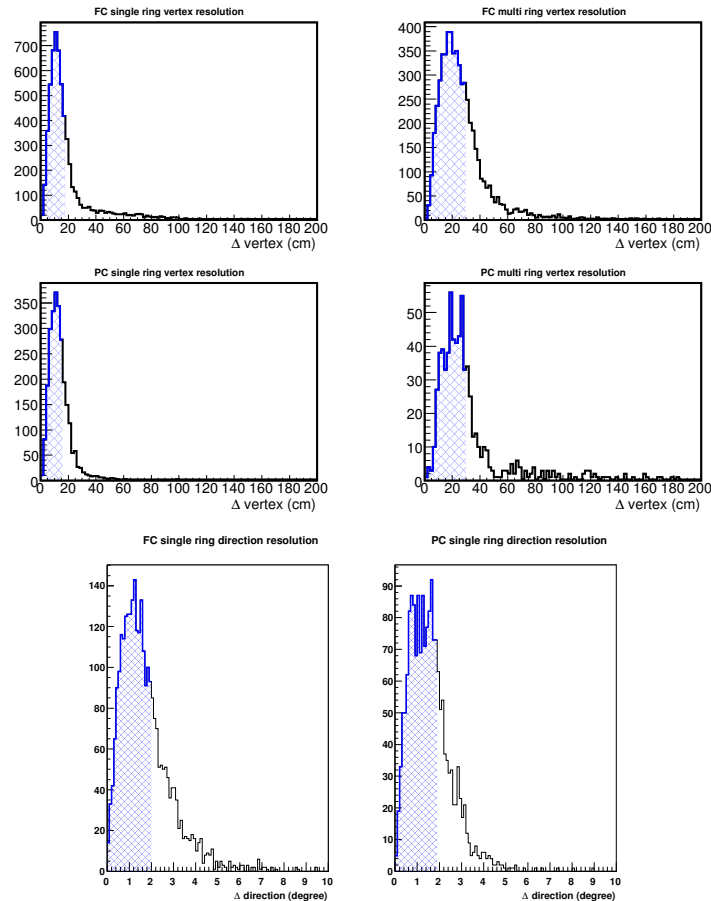 FC single ring vertex resolution
700
600
500
400
300
200
100
0
0 20 40 60 80 100 120 140 160 180 200
Δ vertex (cm)
FC multi ring vertex resolution
400
350
300
250
200
150
100
50
0
0 20 40 60 80 100 120 140 160 180 200
Δ vertex (cm)
PC single ring vertex resolution
350
300
250
200
150
100
50
0
0 20 40 60 80 100 120 140 160 180 200
Δ vertex (cm)
PC multi ring vertex resolution
50
40
30
20
10
0
0 20 40 60 80 100 120 140 160 180 200
Δ vertex (cm)
FC single ring direction resolution
140
120
100
80
60
40
20
0
0 1 2 3 4 5 6 7 8 9 10
Δ direction (degree)
PC single ring direction resolution
90
80
70
60
50
40
30
20
10
0
0 1 2 3 4 5 6 7 8 9 10
Δ direction (degree)